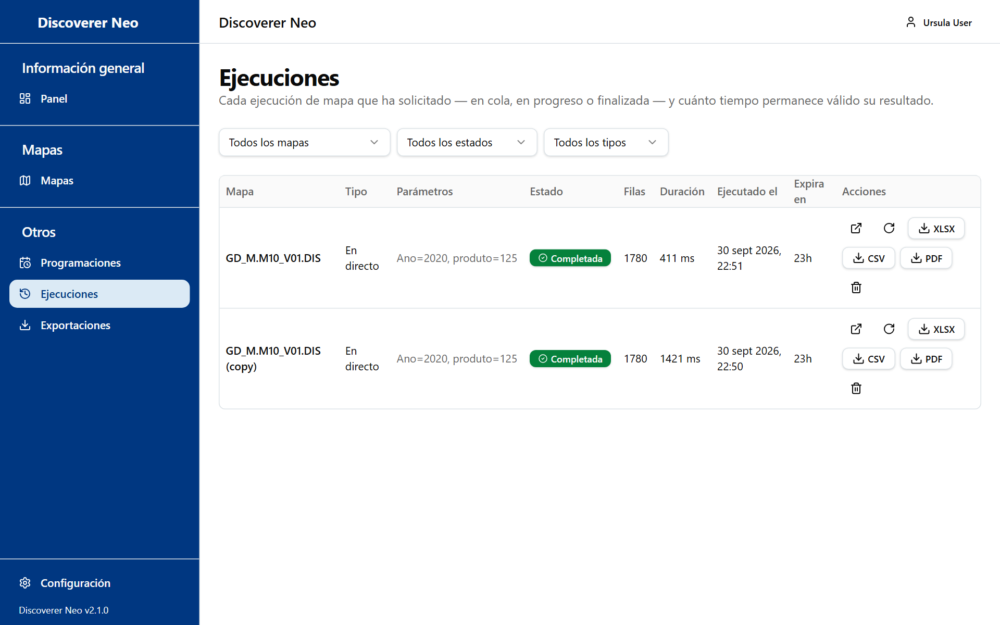 Discoverer Neo
Información general
Panel
Mapas
Mapas
Otros
Programaciones
Ejecuciones
Exportaciones
Configuración
Discoverer Neo v2.1.0
Discoverer Neo
Ursula User
Ejecuciones
Cada ejecución de mapa que ha solicitado — en cola, en progreso o finalizada — y cuánto tiempo permanece válido su resultado.
Todos los mapas
Todos los estados
Todos los tipos
Mapa Tipo Parámetros Estado Filas Duración Ejecutado el Expira en Acciones
GD_M.M10_V01.DIS En directo Ano=2020, produto=125 Completada 1780 411 ms 30 sept 2026, 22:51 23h XLSX CSV PDF
GD_M.M10_V01.DIS (copy) En directo Ano=2020, produto=125 Completada 1780 1421 ms 30 sept 2026, 22:50 23h XLSX CSV PDF